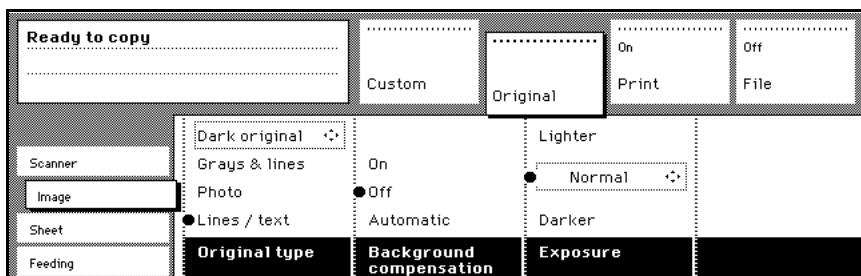 Ready to copy
Custom
Original
On
Print
Off
File
Scanner
Image
Sheet
Feeding
Dark original
Grays & lines
Photo
Lines / text
Original type
On
Off
Automatic
Background
compensation
Lighter
Normal
Darker
Exposure